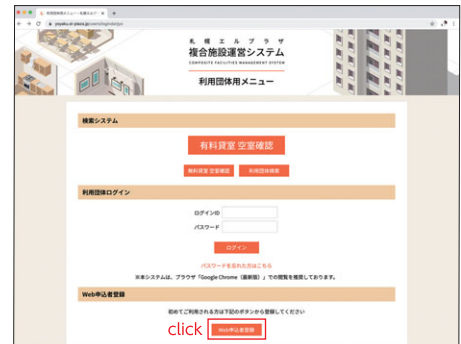 札幌エルプラザ
複合施設運営システム
COMPOSITE FACILITIES MANAGEMENT SYSTEM
利用団体用メニュー
検索システム
有料貸室 空室確認
有料貸室 空室確認
利用団体検索
利用団体ログイン
ログインID
パスワード
ログイン
パスワードを忘れた方はこちら
※本システムは、ブラウザ「Google Chrome（最新版）」での閲覧を推奨しております。
Web申込者登録
初めてご利用される方は下記のボタンから登録してください
click
Web申込者登録